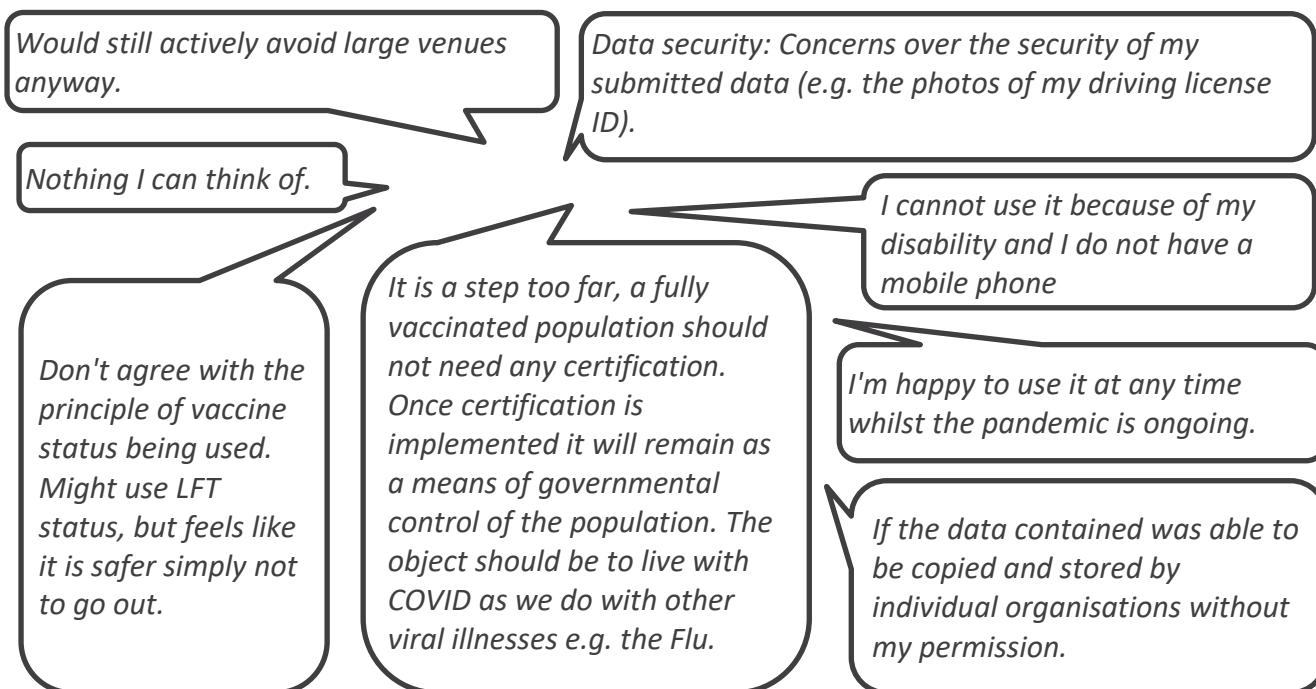 Would still actively avoid large venues
anyway.
Data security: Concerns over the security of my
submitted data (e.g. the photos of my driving license
ID).
Nothing I can think of.
I cannot use it because of my
disability and I do not have a
mobile phone
Don't agree with the
principle of vaccine
status being used.
Might use LFT
status, but feels like
it is safer simply not
to go out.
It is a step too far, a fully
vaccinated population should
not need any certification.
Once certification is
implemented it will remain as
a means of governmental
control of the population. The
object should be to live with
COVID as we do with other
viral illnesses e.g. the Flu.
I'm happy to use it at any time
whilst the pandemic is ongoing.
If the data contained was able to
be copied and stored by
individual organisations without
my permission.